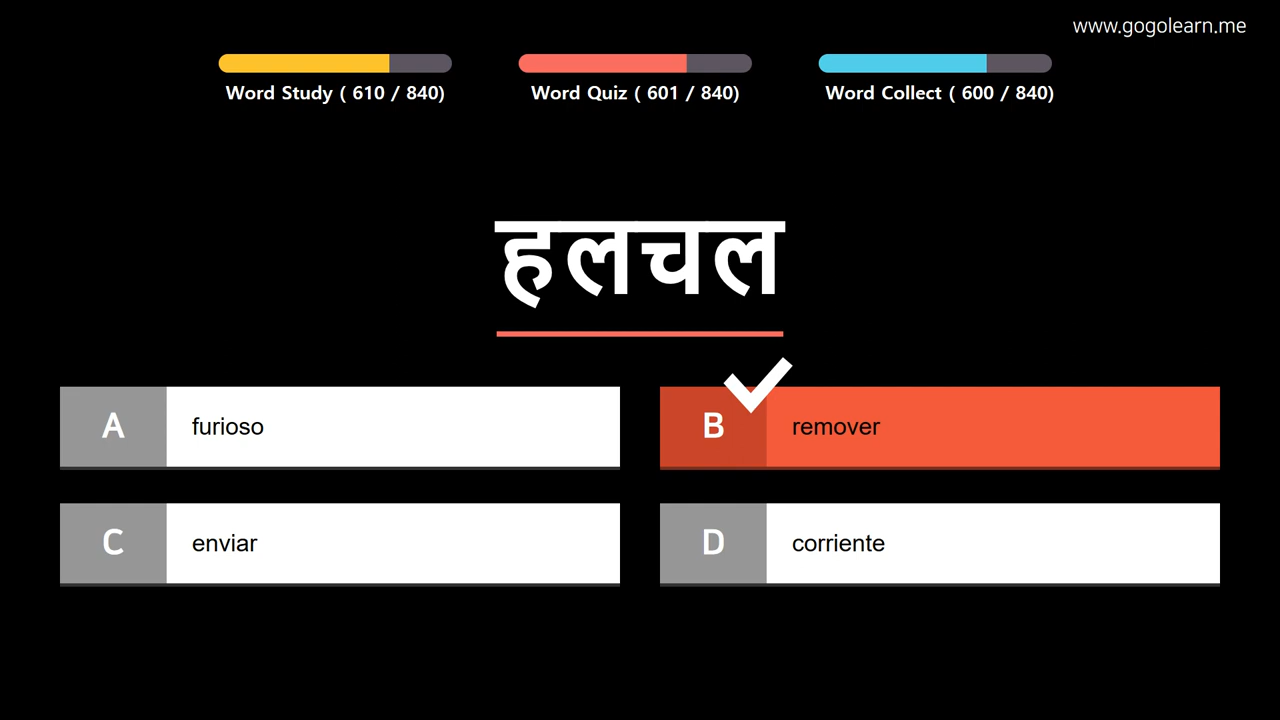 www.gogolearn.me
Word Study ( 610 / 840)
Word Quiz ( 601 / 840)
Word Collect ( 600 / 840)
हलचल
A furioso
B remover
C enviar
D corriente